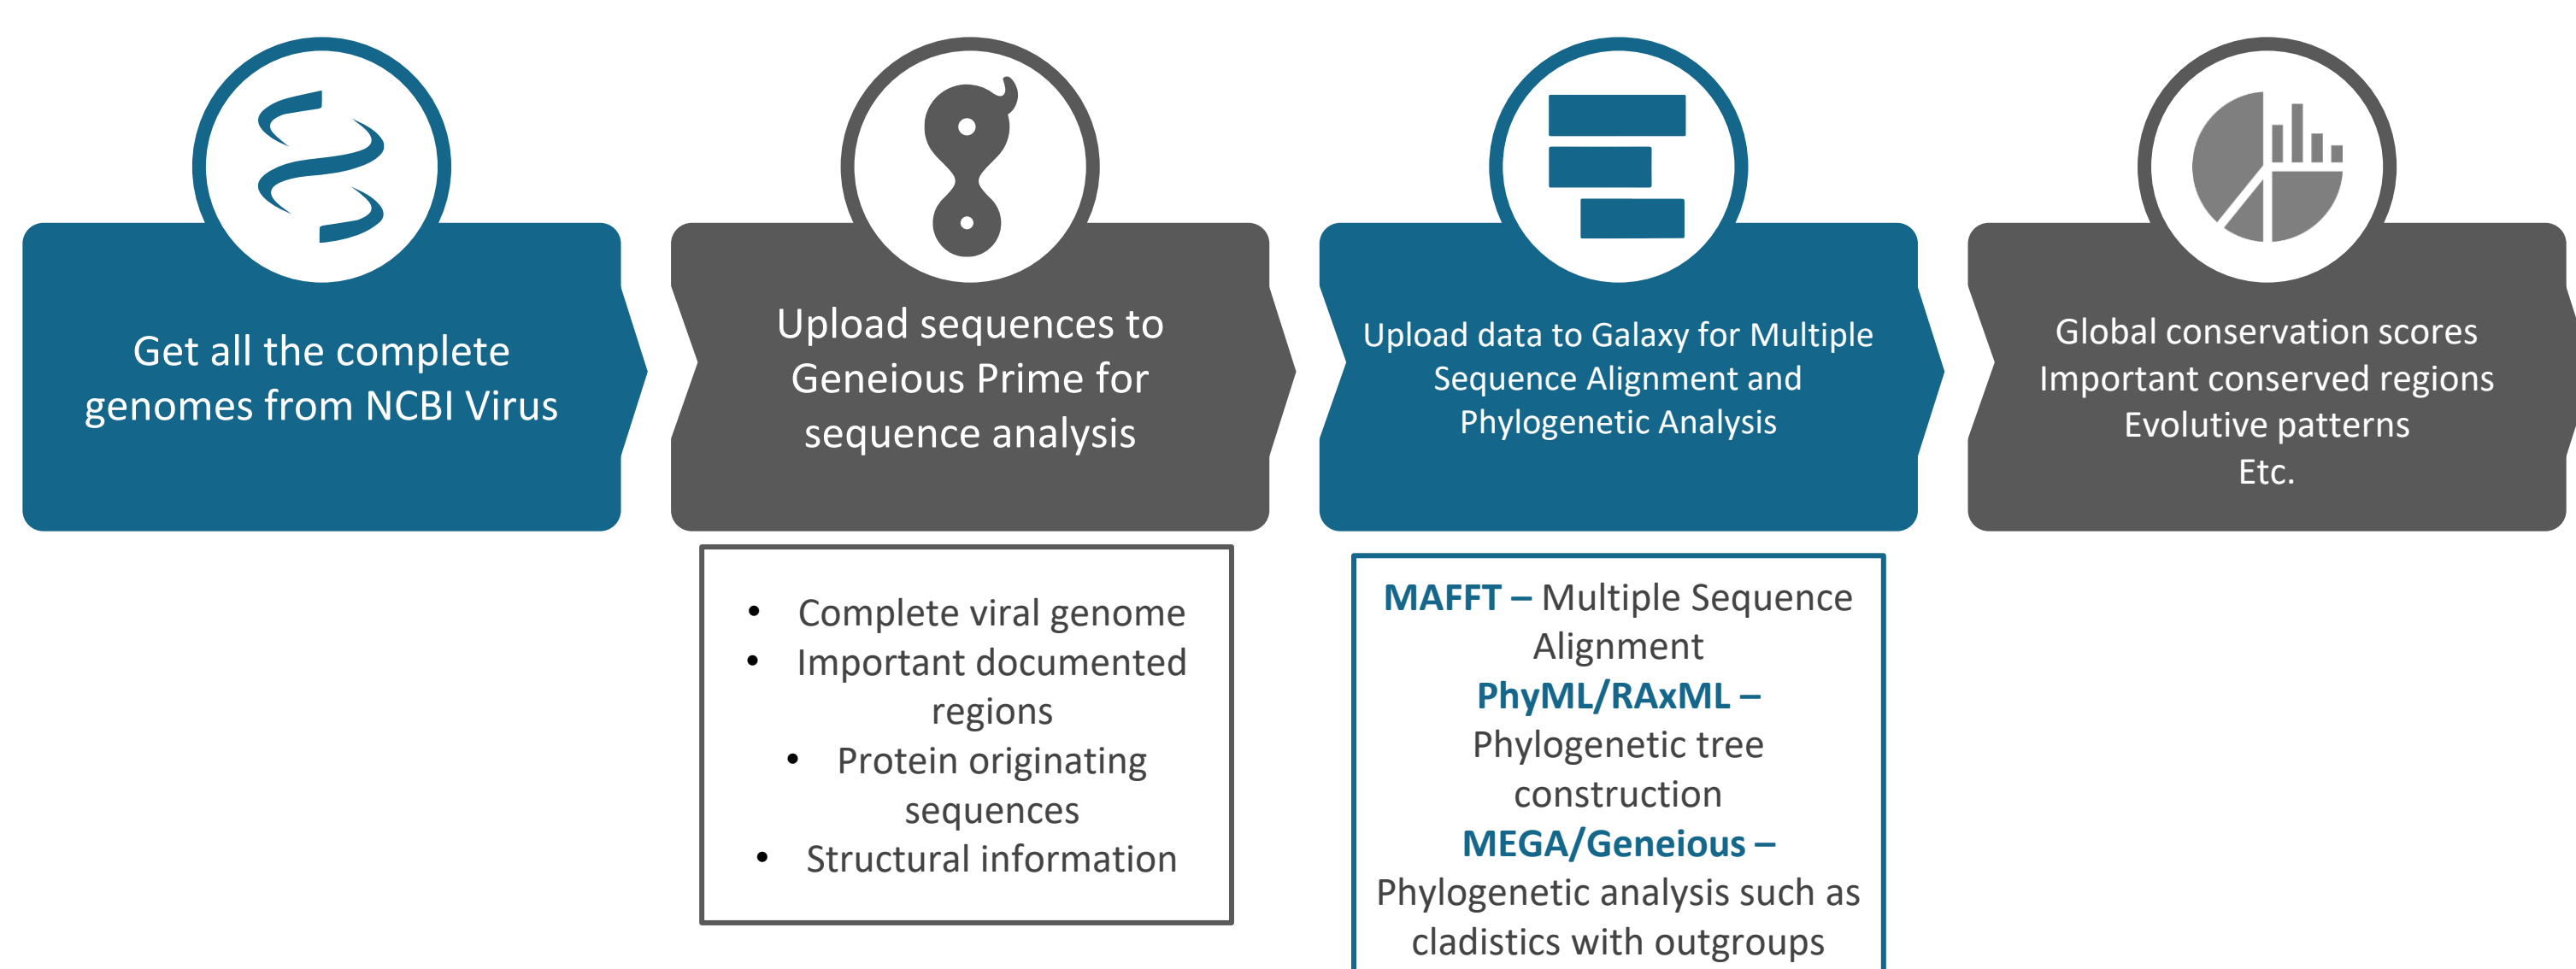 Get all the complete
genomes from NCBI Virus
Upload sequences to
Geneious Prime for
sequence analysis
• Complete viral genome
• Important documented
regions
• Protein originating
sequences
• Structural information
Upload data to Galaxy for Multiple
Sequence Alignment and
Phylogenetic Analysis
MAFFT – Multiple Sequence
Alignment
PhyML/RAxML –
Phylogenetic tree
construction
MEGA/Geneious –
Phylogenetic analysis such as
cladistics with outgroups
Global conservation scores
Important conserved regions
Evolutive patterns
Etc.